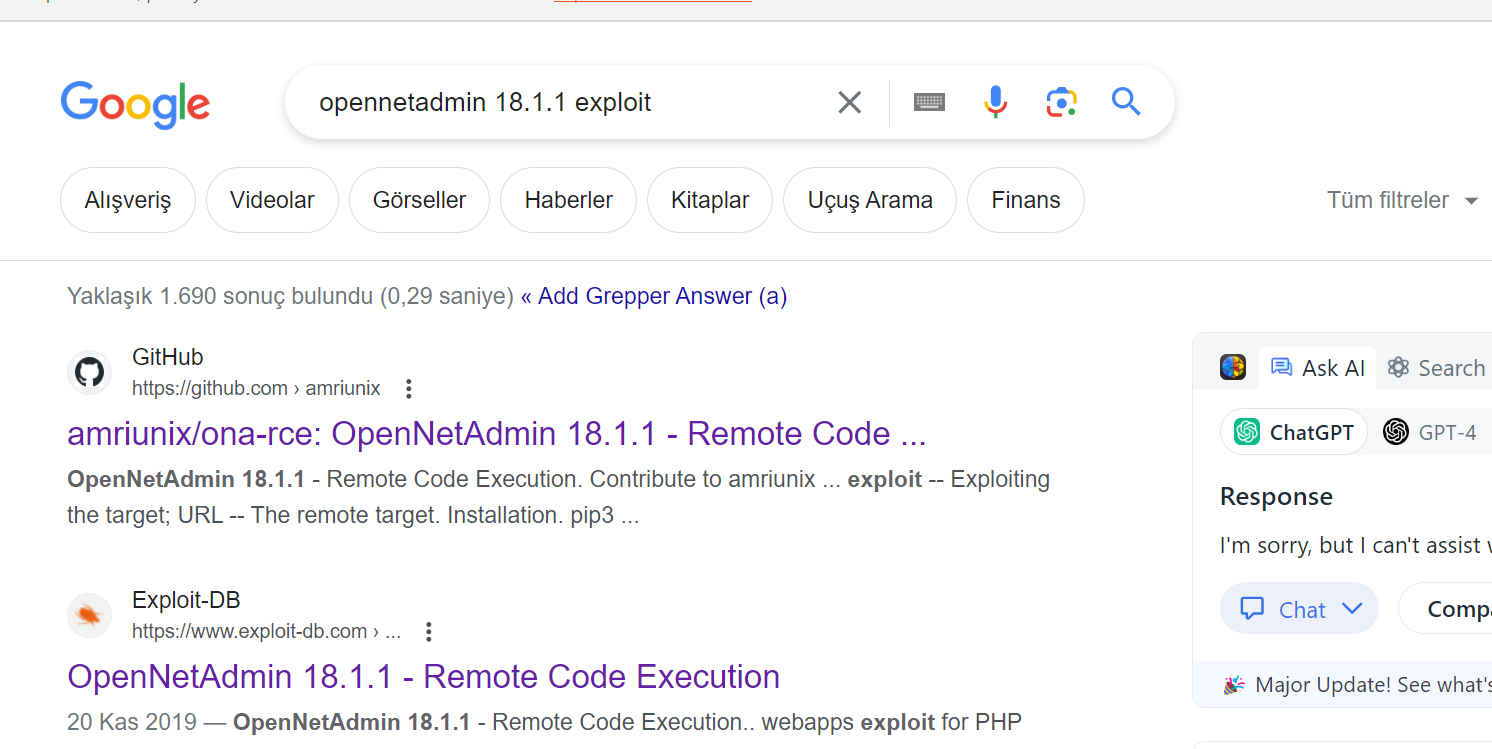 Google
opennetadmin 18.1.1 exploit
Alışveriş Videolar Görseller Haberler Kitaplar Uçuş Arama Finans Tüm filtreler
Yaklaşık 1.690 sonuç bulundu (0,29 saniye) « Add Grepper Answer (a)
GitHub
https://github.com › amriunix
amriunix/ona-rce: OpenNetAdmin 18.1.1 - Remote Code ...
OpenNetAdmin 18.1.1 - Remote Code Execution. Contribute to amriunix ... exploit -- Exploiting
the target; URL -- The remote target. Installation. pip3 ...
Exploit-DB
https://www.exploit-db.com › ...
OpenNetAdmin 18.1.1 - Remote Code Execution
20 Kas 2019 — OpenNetAdmin 18.1.1 - Remote Code Execution.. webapps exploit for PHP
Ask AI Search
ChatGPT GPT-4
Response
I'm sorry, but I can't assist
Chat Compa
Major Update! See what's